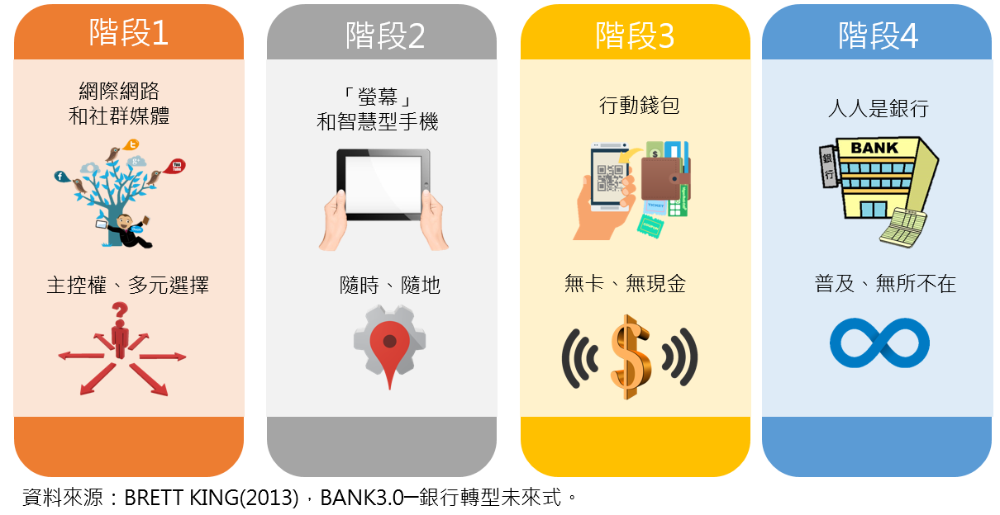 階段1
網際網路
和社群媒體
t
g+
f
You
Tube
主控權、多元選擇
?
階段2
「螢幕」
和智慧型手機
隨時、隨地
階段3
行動錢包
$
TICKET
COUPON
無卡、無現金
$
階段4
人人是銀行
BANK
銀行
普及、無所不在
資料來源：BRETT KING(2013)，BANK3.0─銀行轉型未來式。